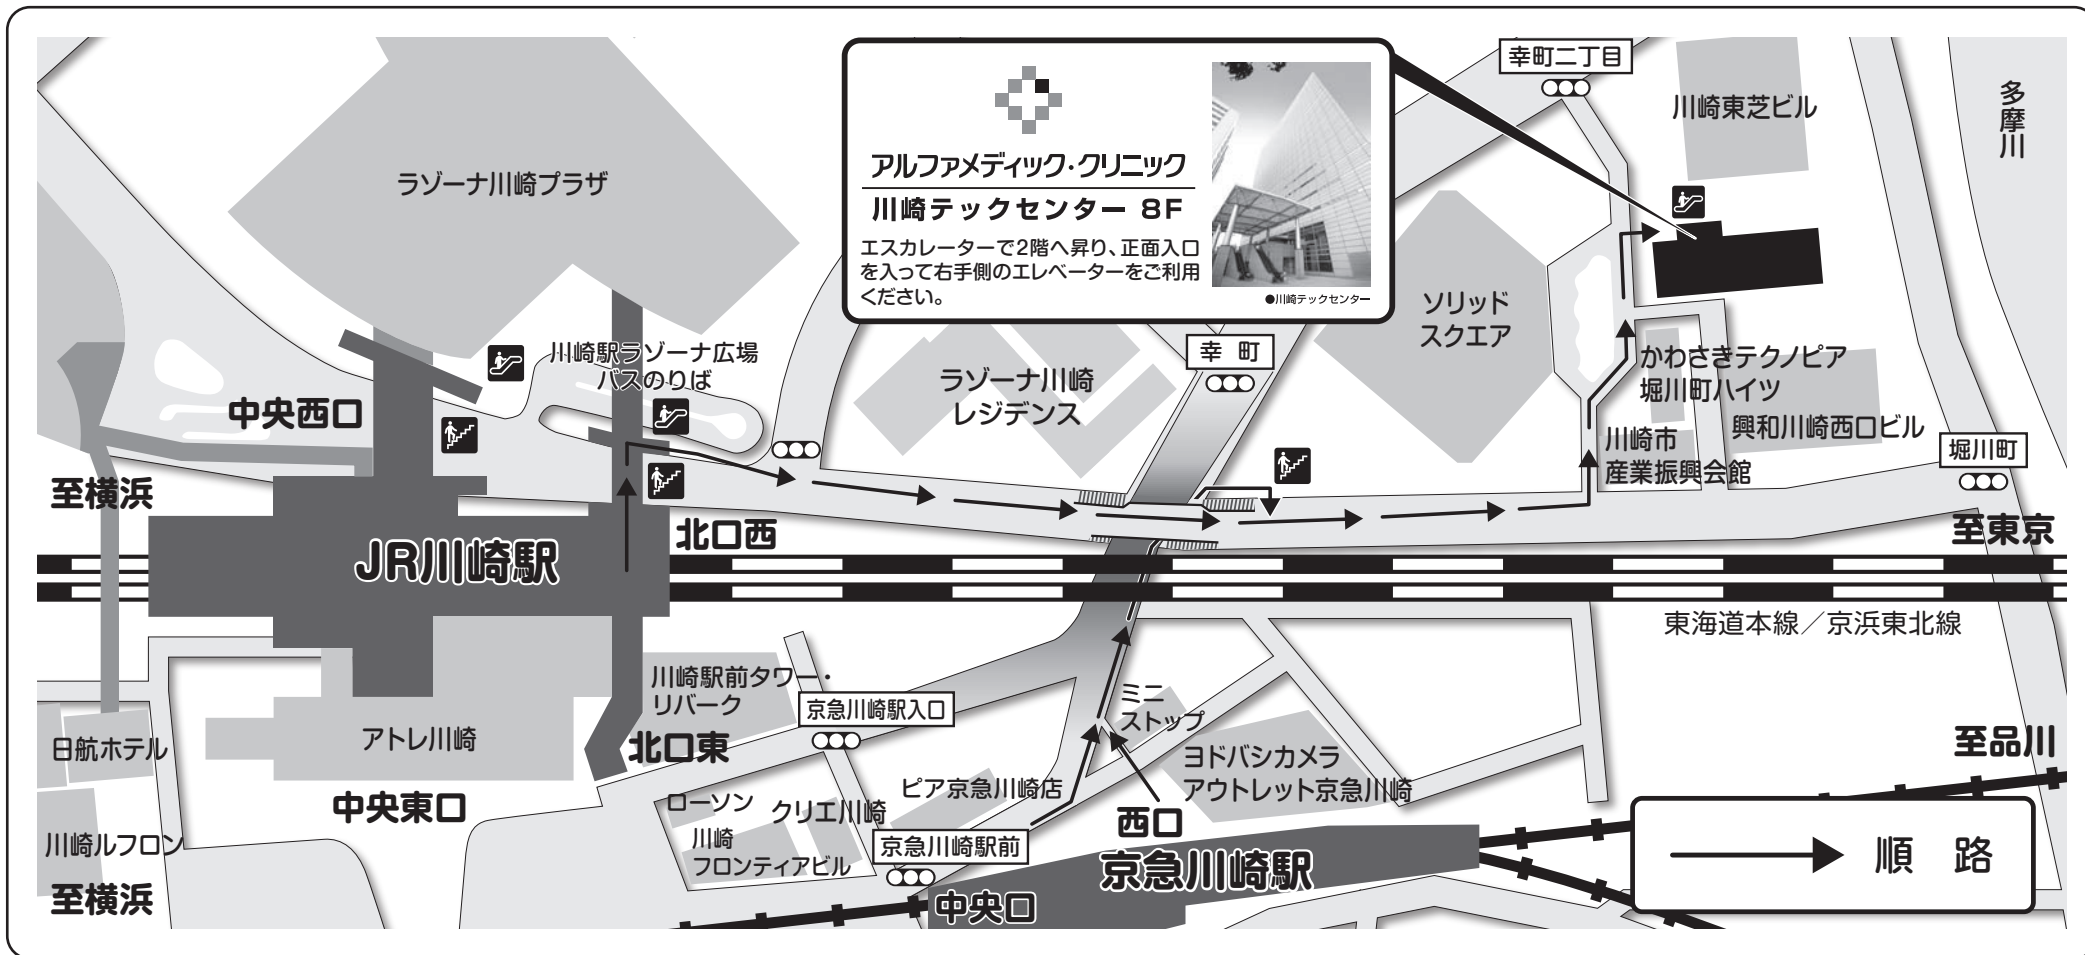 幸町二丁目
川崎東芝ビル
多摩川
アルファメディック・クリニック
川崎テックセンター 8F
エスカレーターで2階へ昇り、正面入口
を入って右手側のエレベーターをご利用
ください。
●川崎テックセンター
ラゾーナ川崎プラザ
川崎駅ラゾーナ広場
バスのりば
中央西口
ラゾーナ川崎
レジデンス
幸 町
ソリッド
スクエア
かわさきテクノピア
堀川町ハイツ
興和川崎西口ビル
川崎市
産業振興会館
堀川町
至横浜
JR川崎駅
北口西
至東京
東海道本線／京浜東北線
川崎駅前タワー・
リバーク
京急川崎駅入口
ミニ
ストップ
日航ホテル
アトレ川崎
北口東
ヨドバシカメラ
アウトレット京急川崎
至品川
中央東口
ローソン
クリエ川崎
ピア京急川崎店
川崎
フロンティアビル
京急川崎駅前
西口
京急川崎駅
中央口
川崎ルフロン
至横浜
順 路